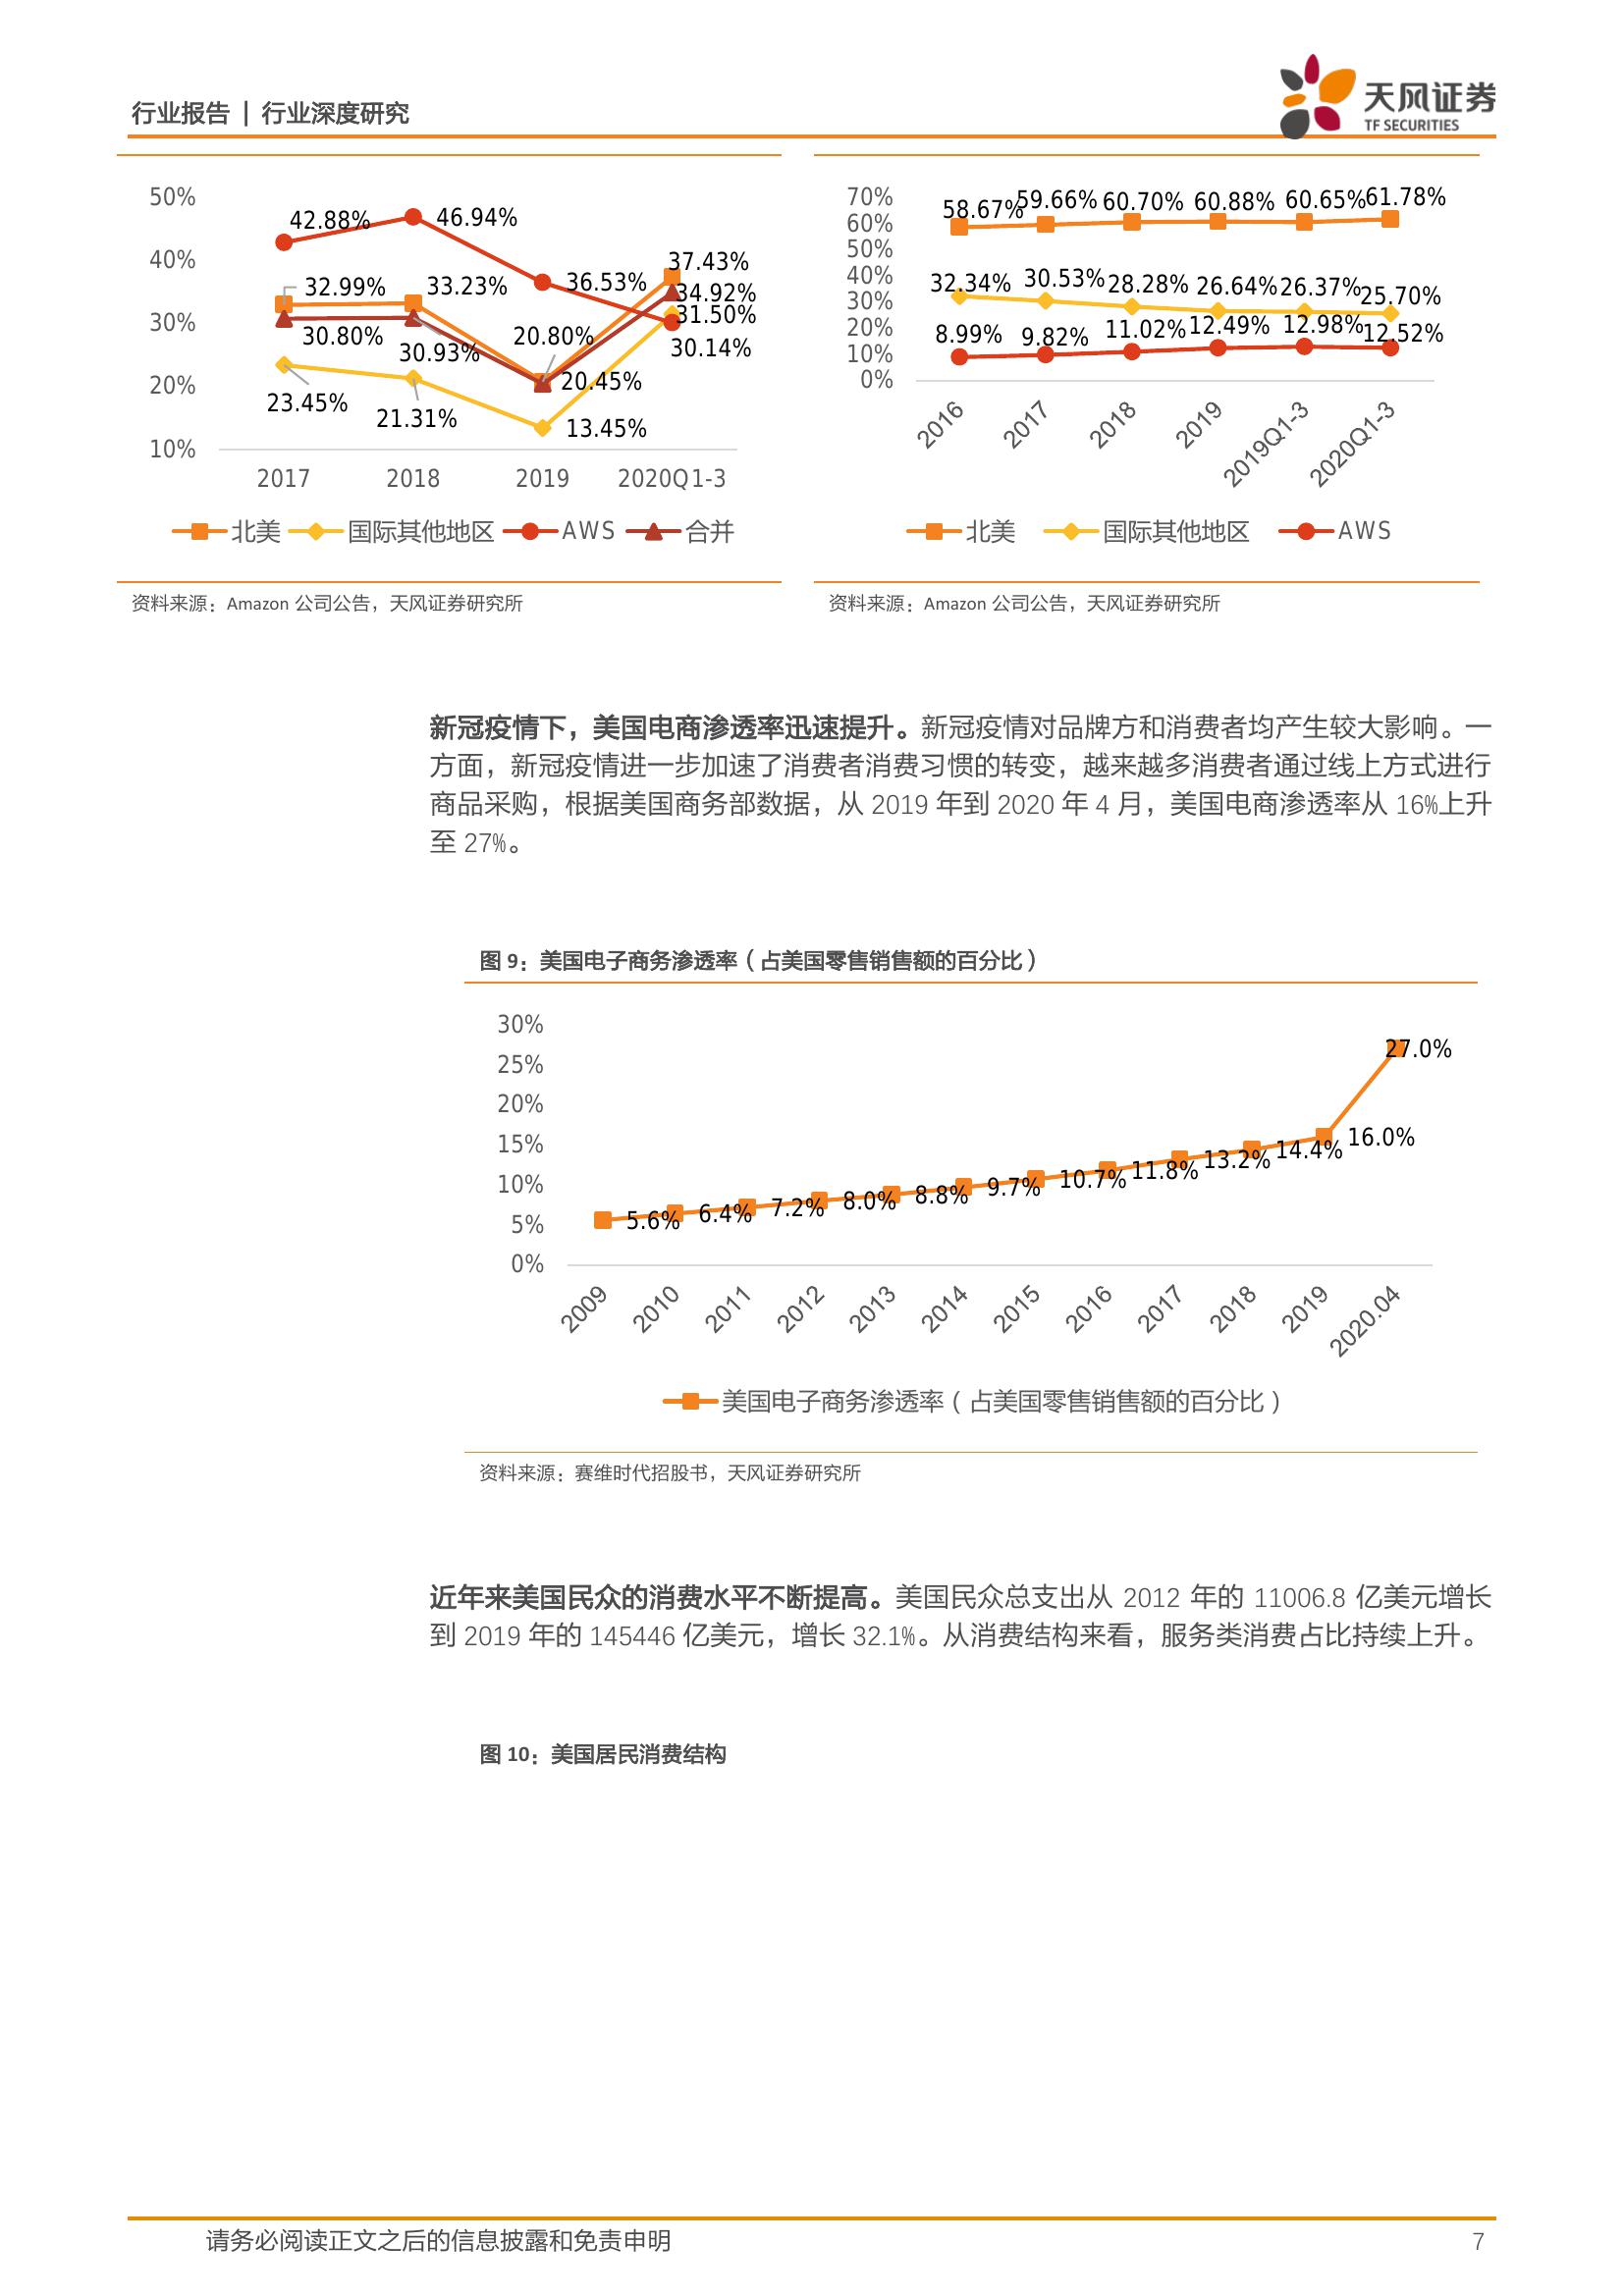 行业报告 | 行业深度研究
天风证券
TF SECURITIES
50%
40%
30%
20%
10%
42.88%
46.94%
36.53%
37.43%
34.92%
31.50%
30.14%
32.99%
33.23%
30.80%
30.93%
20.80%
20.45%
23.45%
21.31%
13.45%
2017 2018 2019 2020Q1-3
北美 国际其他地区 AWS 合并
资料来源：Amazon 公司公告，天风证券研究所
70%
60%
50%
40%
30%
20%
10%
0%
58.67% 59.66% 60.70% 60.88% 60.65% 61.78%
32.34% 30.53% 28.28% 26.64% 26.37% 25.70%
8.99% 9.82% 11.02% 12.49% 12.98% 12.52%
2016 2017 2018 2019 2019Q1-3 2020Q1-3
北美 国际其他地区 AWS
资料来源：Amazon 公司公告，天风证券研究所
新冠疫情下，美国电商渗透率迅速提升。新冠疫情对品牌方和消费者均产生较大影响。一
方面，新冠疫情进一步加速了消费者消费习惯的转变，越来越多消费者通过线上方式进行
商品采购，根据美国商务部数据，从 2019 年到 2020 年 4 月，美国电商渗透率从 16%上升
至 27%。
图 9：美国电子商务渗透率（占美国零售销售额的百分比）
30%
25%
20%
15%
10%
5%
0%
5.6% 6.4% 7.2% 8.0% 8.8% 9.7% 10.7% 11.8% 13.2% 14.4% 16.0% 27.0%
2009 2010 2011 2012 2013 2014 2015 2016 2017 2018 2019 2020.04
美国电子商务渗透率（占美国零售销售额的百分比）
资料来源：赛维时代招股书，天风证券研究所
近年来美国民众的消费水平不断提高。美国民众总支出从 2012 年的 11006.8 亿美元增长
到 2019 年的 145446 亿美元，增长 32.1%。从消费结构来看，服务类消费占比持续上升。
图 10：美国居民消费结构
请务必阅读正文之后的信息披露和免责申明
7